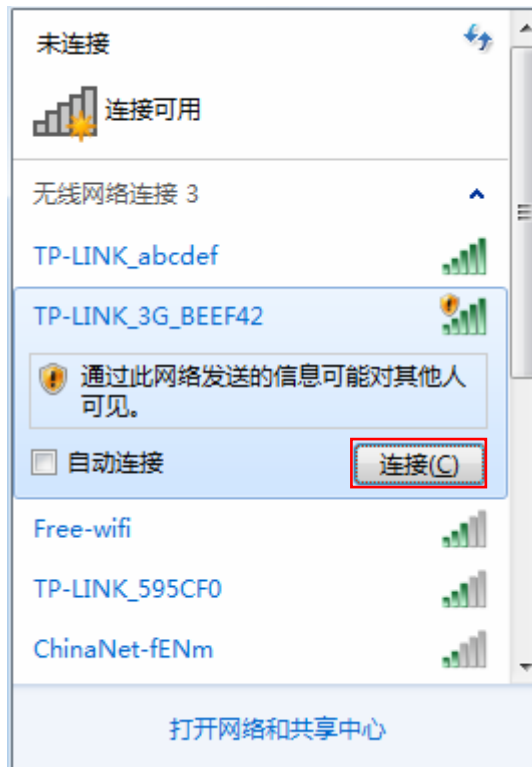 未连接
连接可用
无线网络连接 3
TP-LINK_abcdef
TP-LINK_3G_BEEF42
通过此网络发送的信息可能对其他人
可见。
自动连接
连接(C)
Free-wifi
TP-LINK_595CF0
ChinaNet-fENm
打开网络和共享中心